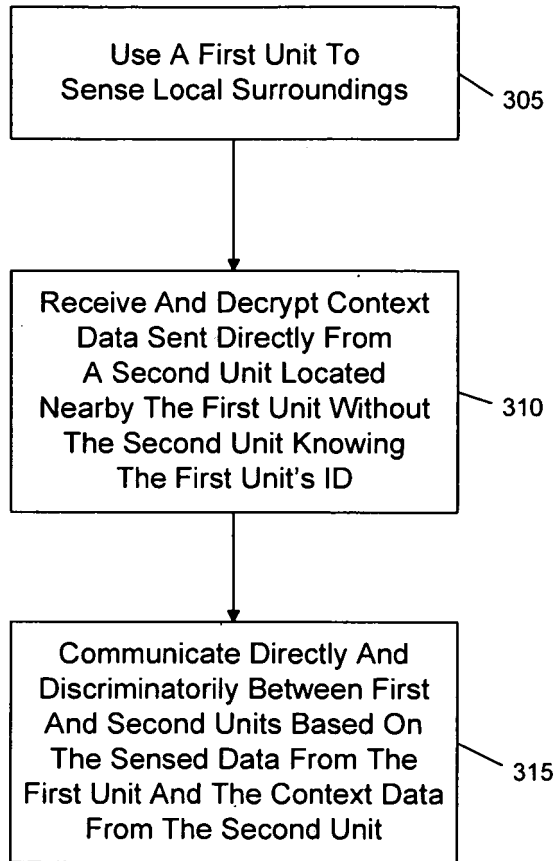 Use A First Unit To
Sense Local Surroundings
305
Receive And Decrypt Context
Data Sent Directly From
A Second Unit Located
Nearby The First Unit Without
The Second Unit Knowing
The First Unit's ID
310
Communicate Directly And
Discriminatorily Between First
And Second Units Based On
The Sensed Data From The
First Unit And The Context Data
From The Second Unit
315